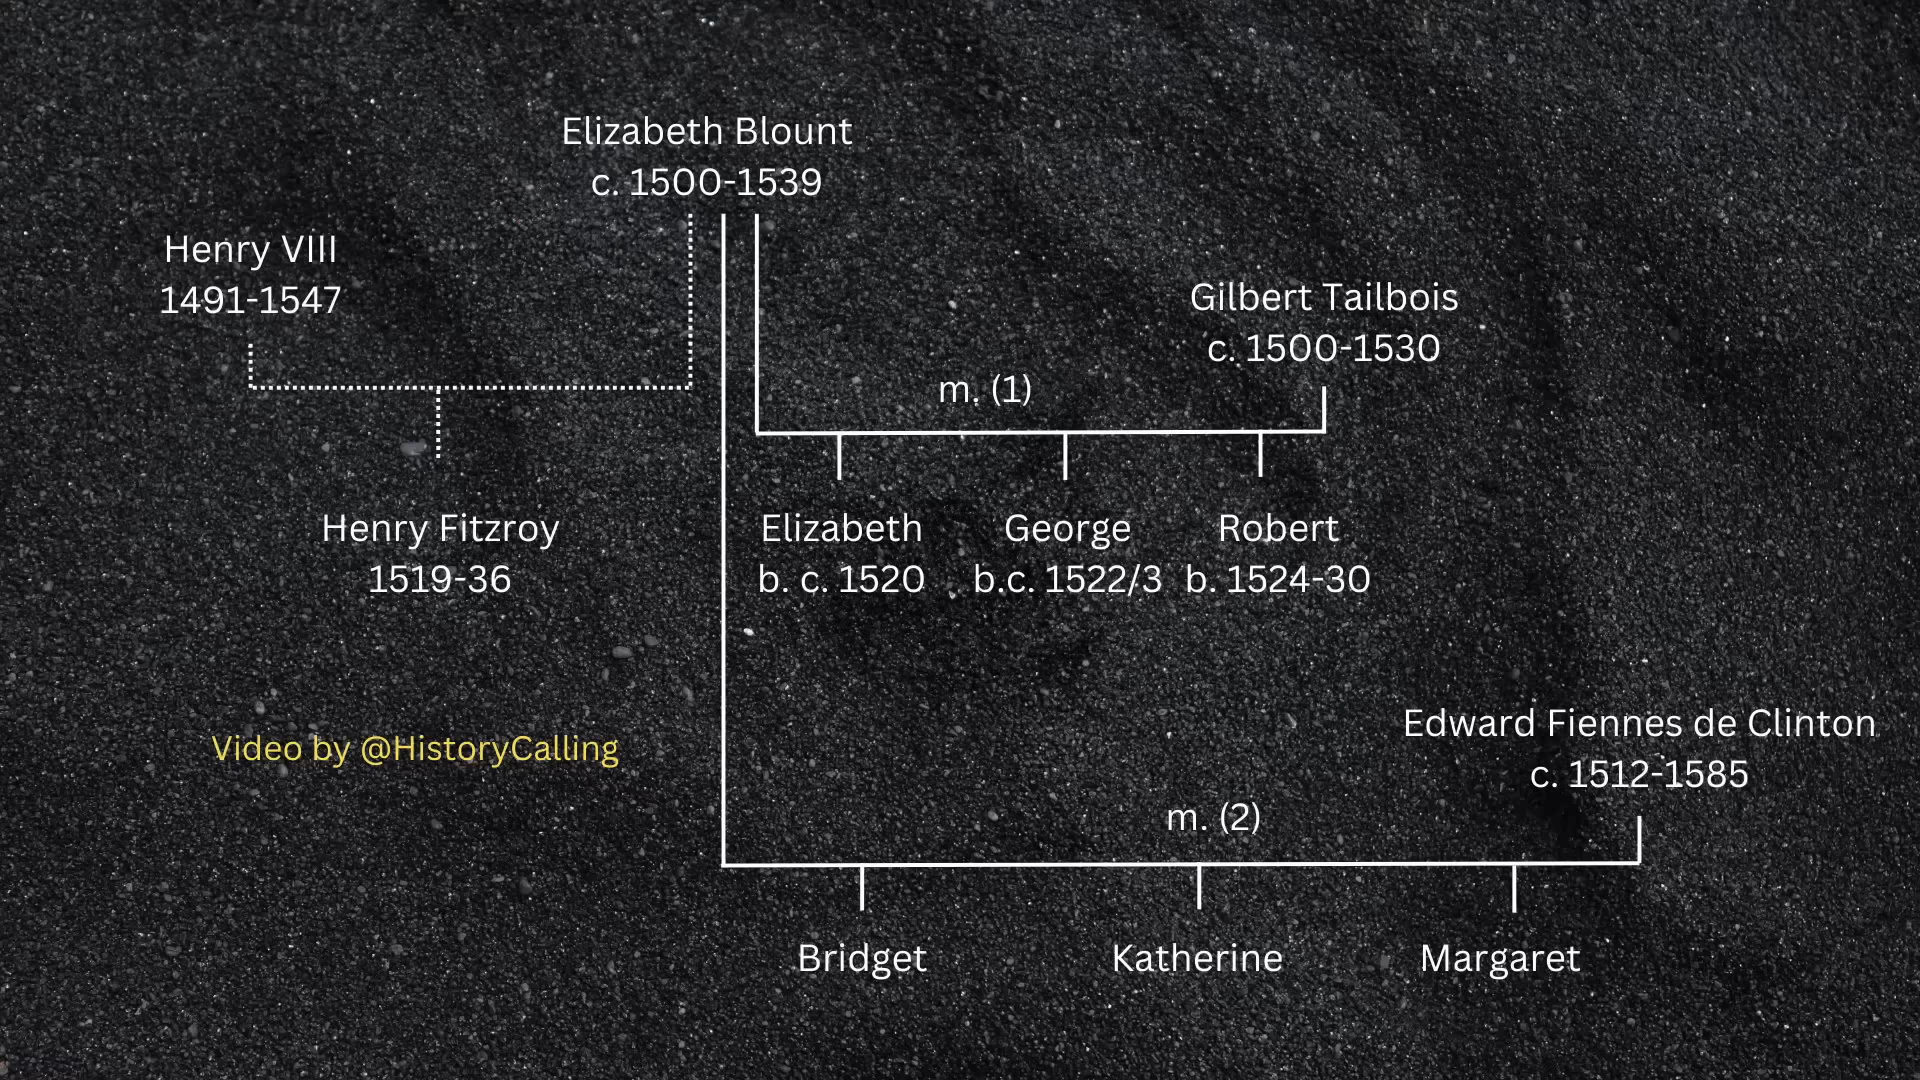 Elizabeth Blount
c. 1500-1539
Henry VIII
1491-1547
Gilbert Tailbois
c. 1500-1530
m. (1)
Henry Fitzroy
1519-36
Elizabeth
b. c. 1520
George
b.c. 1522/3
Robert
b. 1524-30
Video by @HistoryCalling
Edward Fiennes de Clinton
c. 1512-1585
m. (2)
Bridget
Katherine
Margaret